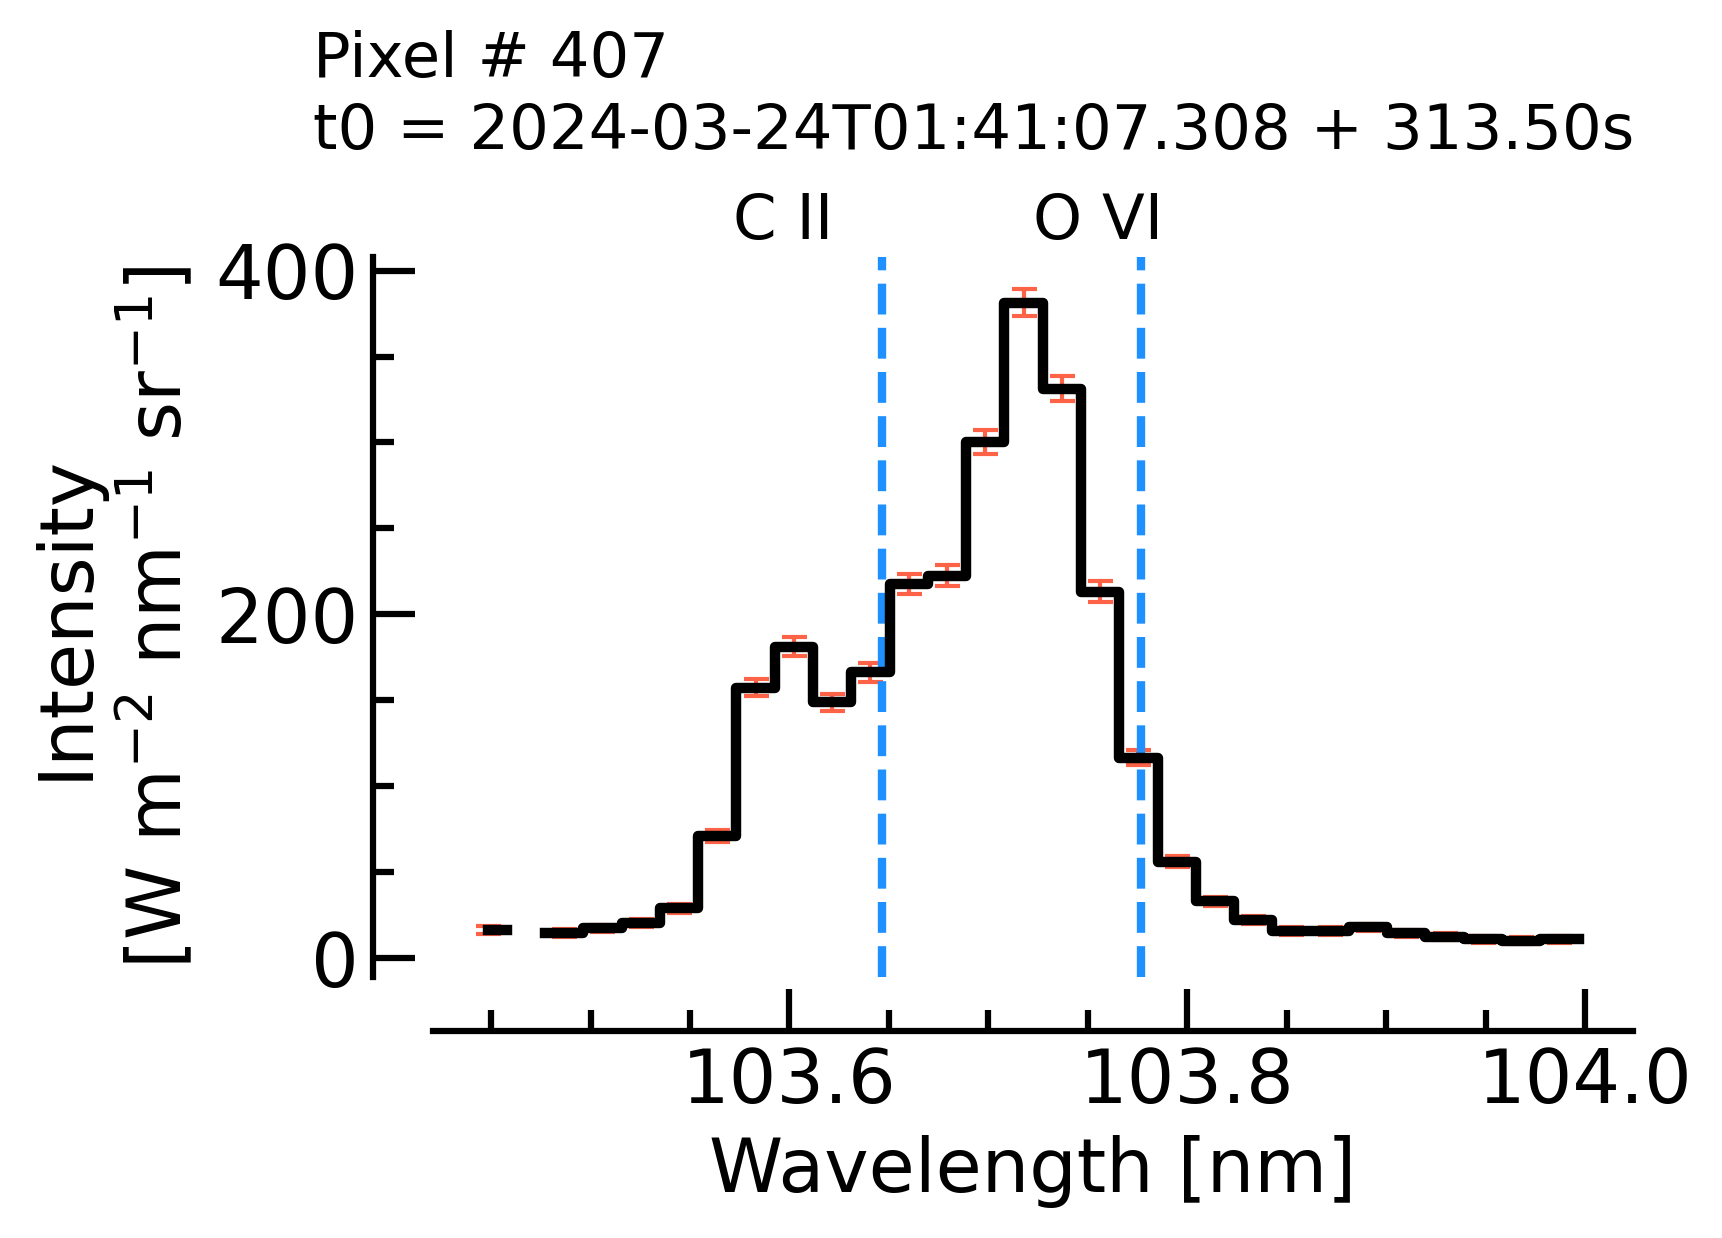 Pixel # 407
t0 = 2024-03-24T01:41:07.308 + 313.50s
C II O VI
400
200
0
Intensity
[W m⁻² nm⁻¹ sr⁻¹]
103.6 103.8 104.0
Wavelength [nm]